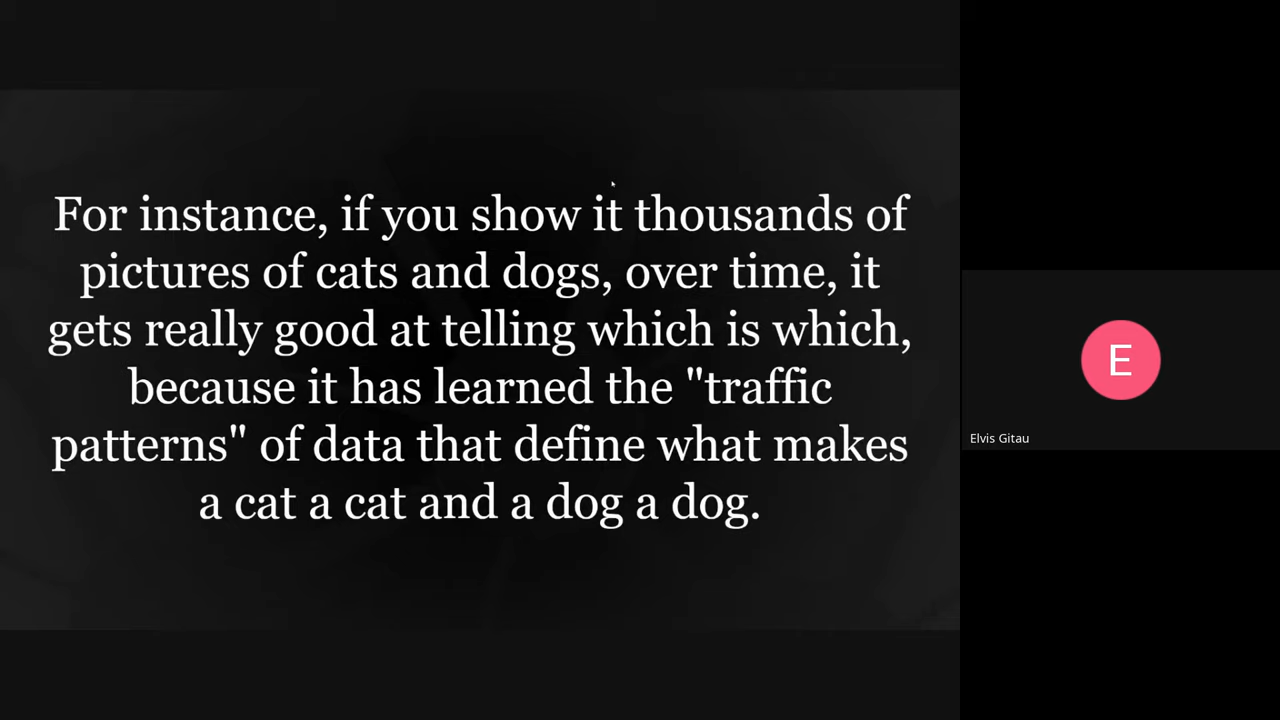 For instance, if you show it thousands of
pictures of cats and dogs, over time, it
gets really good at telling which is which,
because it has learned the "traffic
patterns" of data that define what makes
a cat a cat and a dog a dog.
E
Elvis Gitau